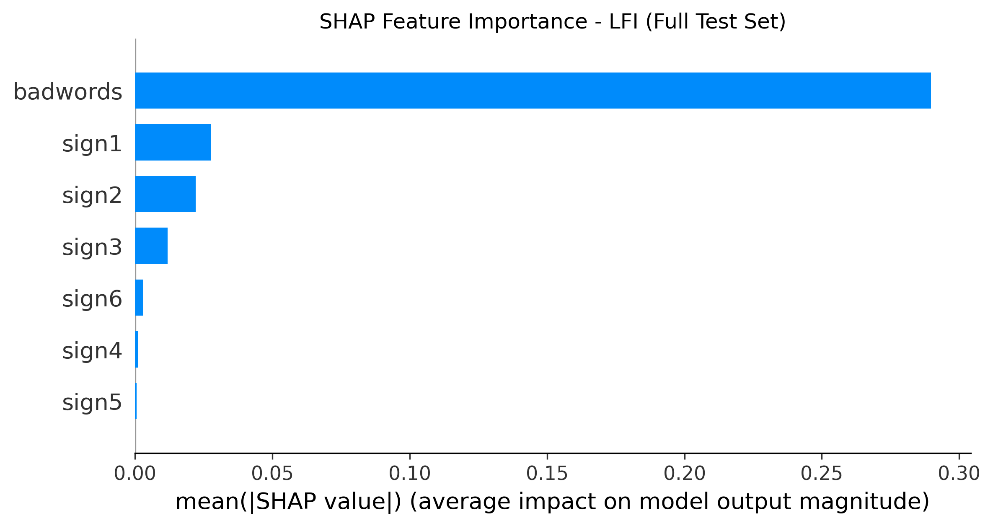 SHAP Feature Importance - LFI (Full Test Set)
badwords
sign1
sign2
sign3
sign6
sign4
sign5
0.00 0.05 0.10 0.15 0.20 0.25 0.30
mean(|SHAP value|) (average impact on model output magnitude)